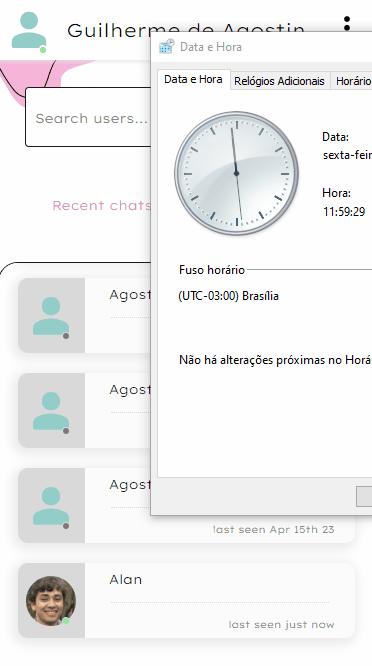 Guilherme de Agostin
Data e Hora
Data e Hora
Relógios Adicionais
Horário
Search users...
Data:
sexta-feir
Hora:
11:59:29
Recent chats
Fuso horário
(UTC-03:00) Brasília
Agost
Não há alterações próximas no Horá
Agost
Agost
last seen Apr 15th 23
Alan
last seen just now